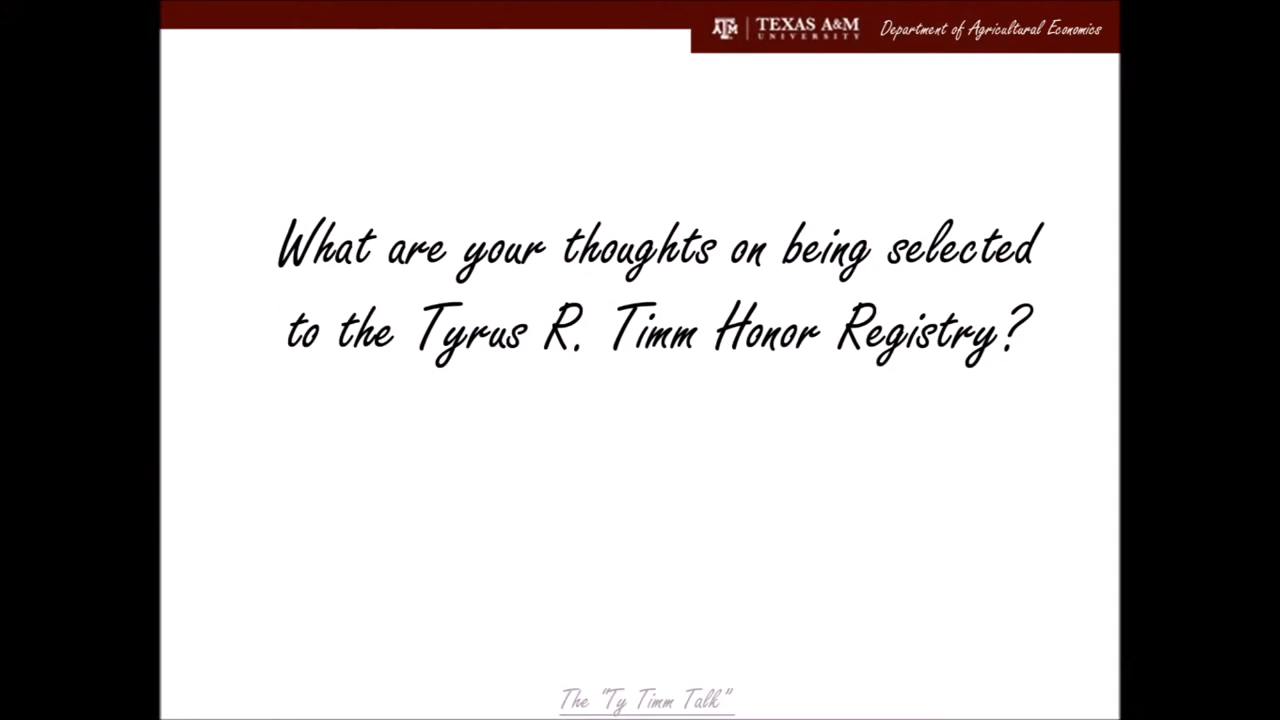 TEXAS A&M
UNIVERSITY
Department of Agricultural Economics
What are your thoughts on being selected
to the Tyrus R. Timm Honor Registry?
The "Ty Timm Talk"